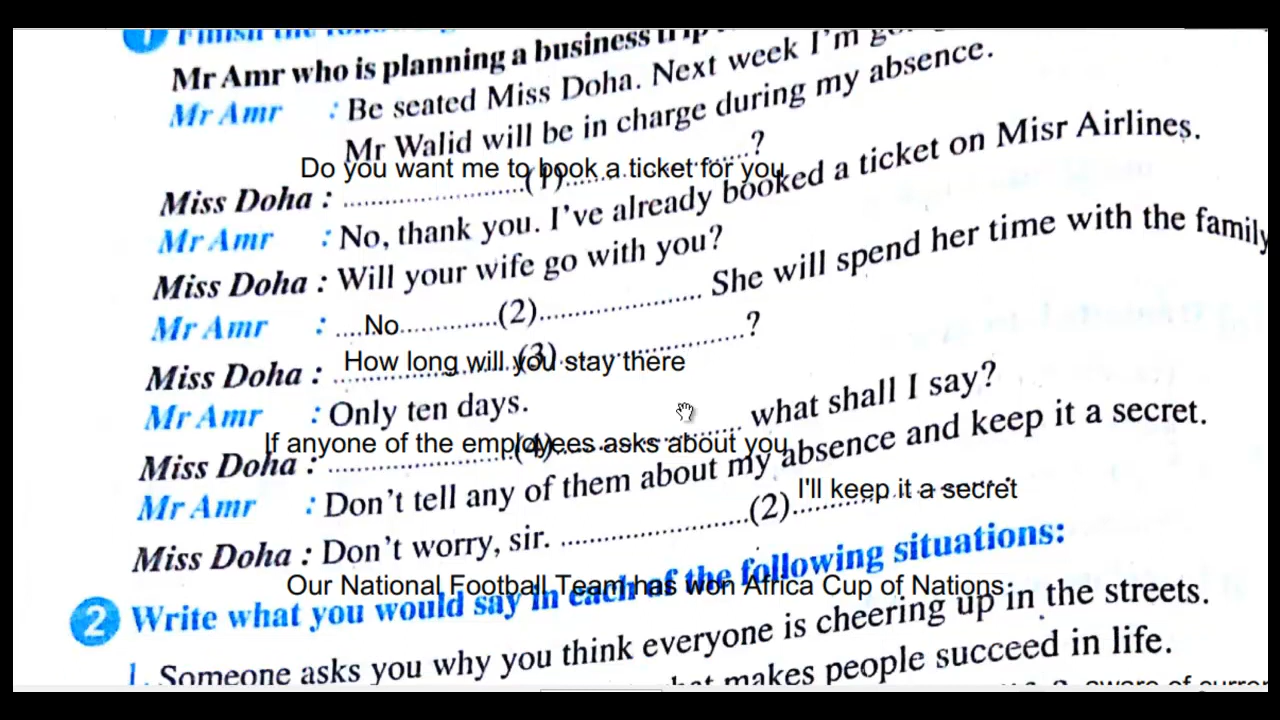 1 Finish the following
Mr Amr who is planning a business trip
Mr Amr : Be seated Miss Doha. Next week I'm
Mr Walid will be in charge during my absence.
Do you want me to book a ticket for you
Miss Doha : ......................(1)......................?
Mr Amr : No, thank you. I've already booked a ticket on Misr Airlines.
Miss Doha : Will your wife go with you?
Mr Amr : ....No.............(2)...................... She will spend her time with the family
How long will you stay there
Miss Doha : ......................(3)......................?
Mr Amr : Only ten days.
If anyone of the employees asks about you
Miss Doha : ......................(4)...................... what shall I say?
Mr Amr : Don't tell any of them about my absence and keep it a secret.
I'll keep it a secret
Miss Doha : Don't worry, sir. ......................(2)......................
Our National Football Team has won Africa Cup of Nations.
2 Write what you would say in each of the following situations:
1. Someone asks you why you think everyone is cheering up in the streets.
what makes people succeed in life.
aware of